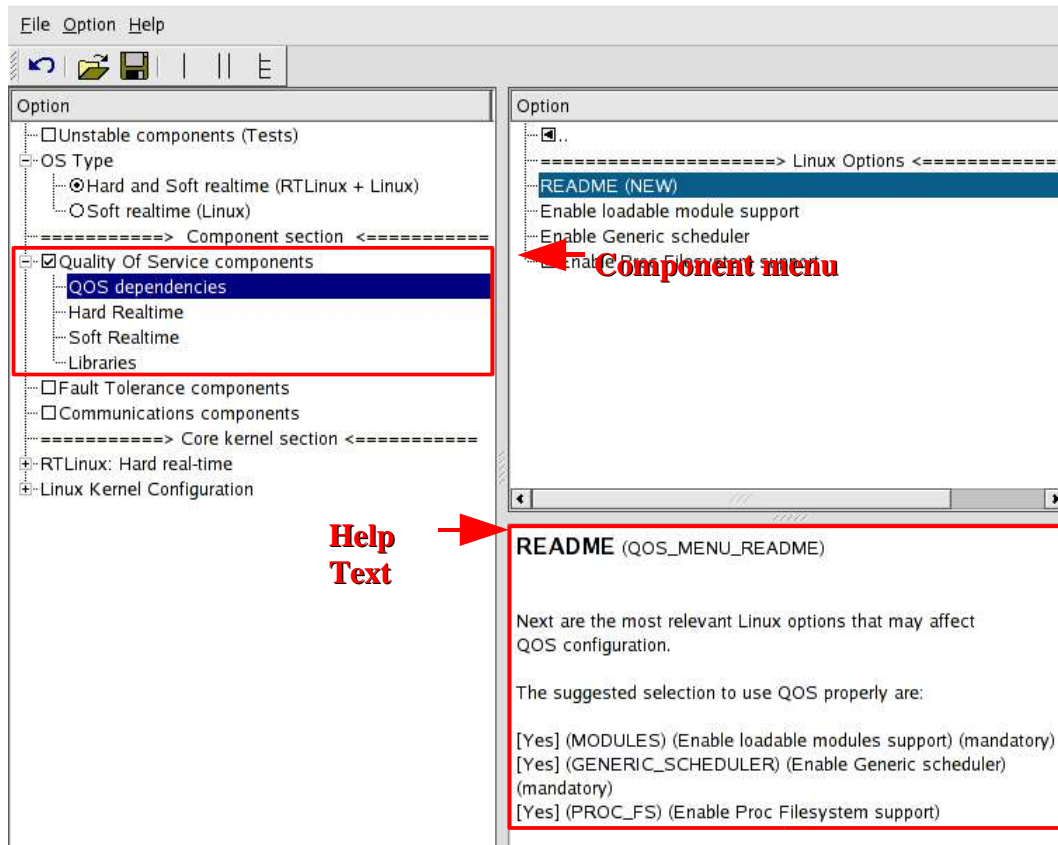 File Option Help
Option
Unstable components (Tests)
OS Type
Hard and Soft realtime (RTLinux + Linux)
Soft realtime (Linux)
===========> Component section <===========
Quality Of Service components
QOS dependencies
Hard Realtime
Soft Realtime
Libraries
Fault Tolerance components
Communications components
===========> Core kernel section <===========
RTLinux: Hard real-time
Linux Kernel Configuration
Option
..
=====================> Linux Options <============
README (NEW)
Enable loadable module support
Enable Generic scheduler
Enable Proc Filesystem support
Component menu
Help
Text
README (QOS_MENU_README)
Next are the most relevant Linux options that may affect
QOS configuration.
The suggested selection to use QOS properly are:
[Yes] (MODULES) (Enable loadable modules support) (mandatory)
[Yes] (GENERIC_SCHEDULER) (Enable Generic scheduler)
(mandatory)
[Yes] (PROC_FS) (Enable Proc Filesystem support)